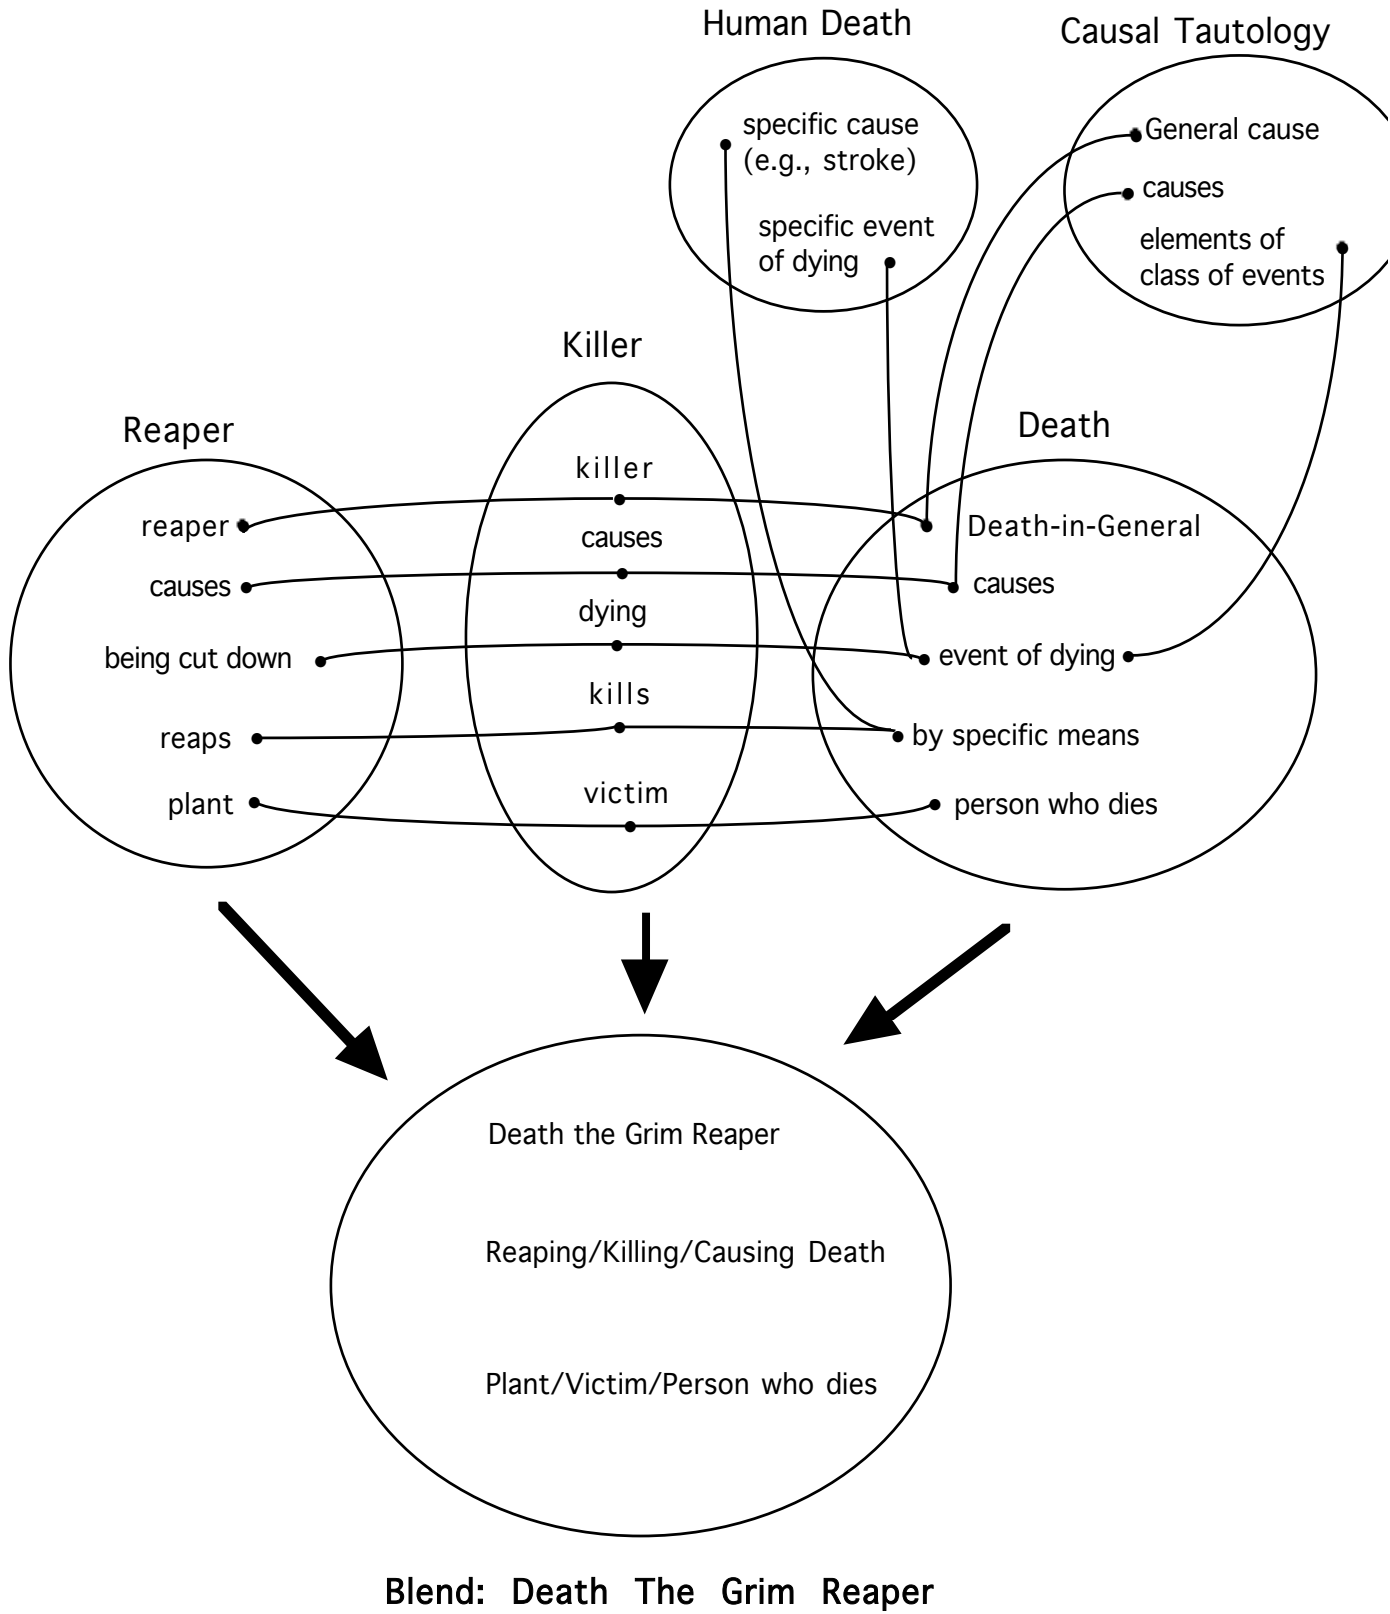 Human Death
Causal Tautology
specific cause
(e.g., stroke)
specific event
of dying
General cause
causes
elements of
class of events
Killer
Reaper
Death
killer
causes
dying
kills
victim
reaper
causes
being cut down
reaps
plant
Death-in-General
causes
event of dying
by specific means
person who dies
Death the Grim Reaper
Reaping/Killing/Causing Death
Plant/Victim/Person who dies
Blend: Death The Grim Reaper